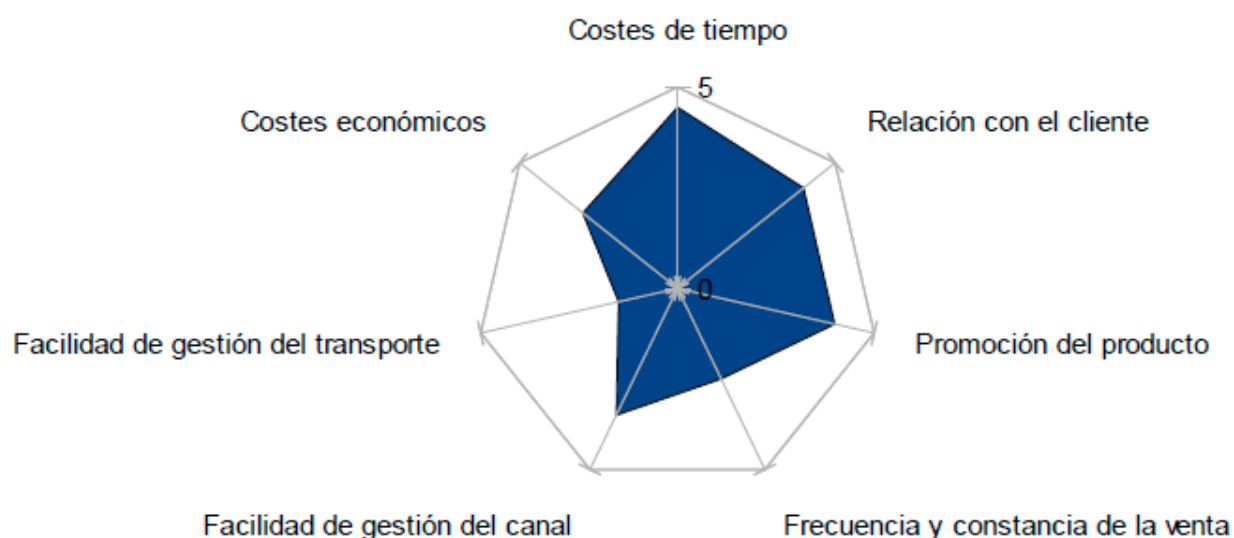 Costes de tiempo
5
Costes económicos
Relación con el cliente
0
Facilidad de gestión del transporte
Promoción del producto
Facilidad de gestión del canal
Frecuencia y constancia de la venta